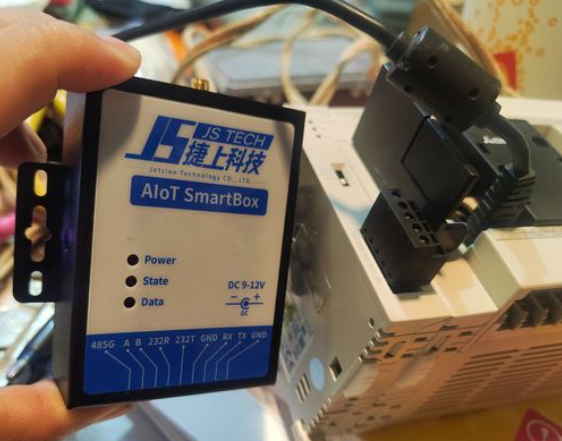 JS JS TECH
捷上科技
Jetsion Technology CO., LTD.
AIoT SmartBox
Power
State
Data
DC 9-12V
− +
DC
485G A B 232R 232T GND RX TX GND